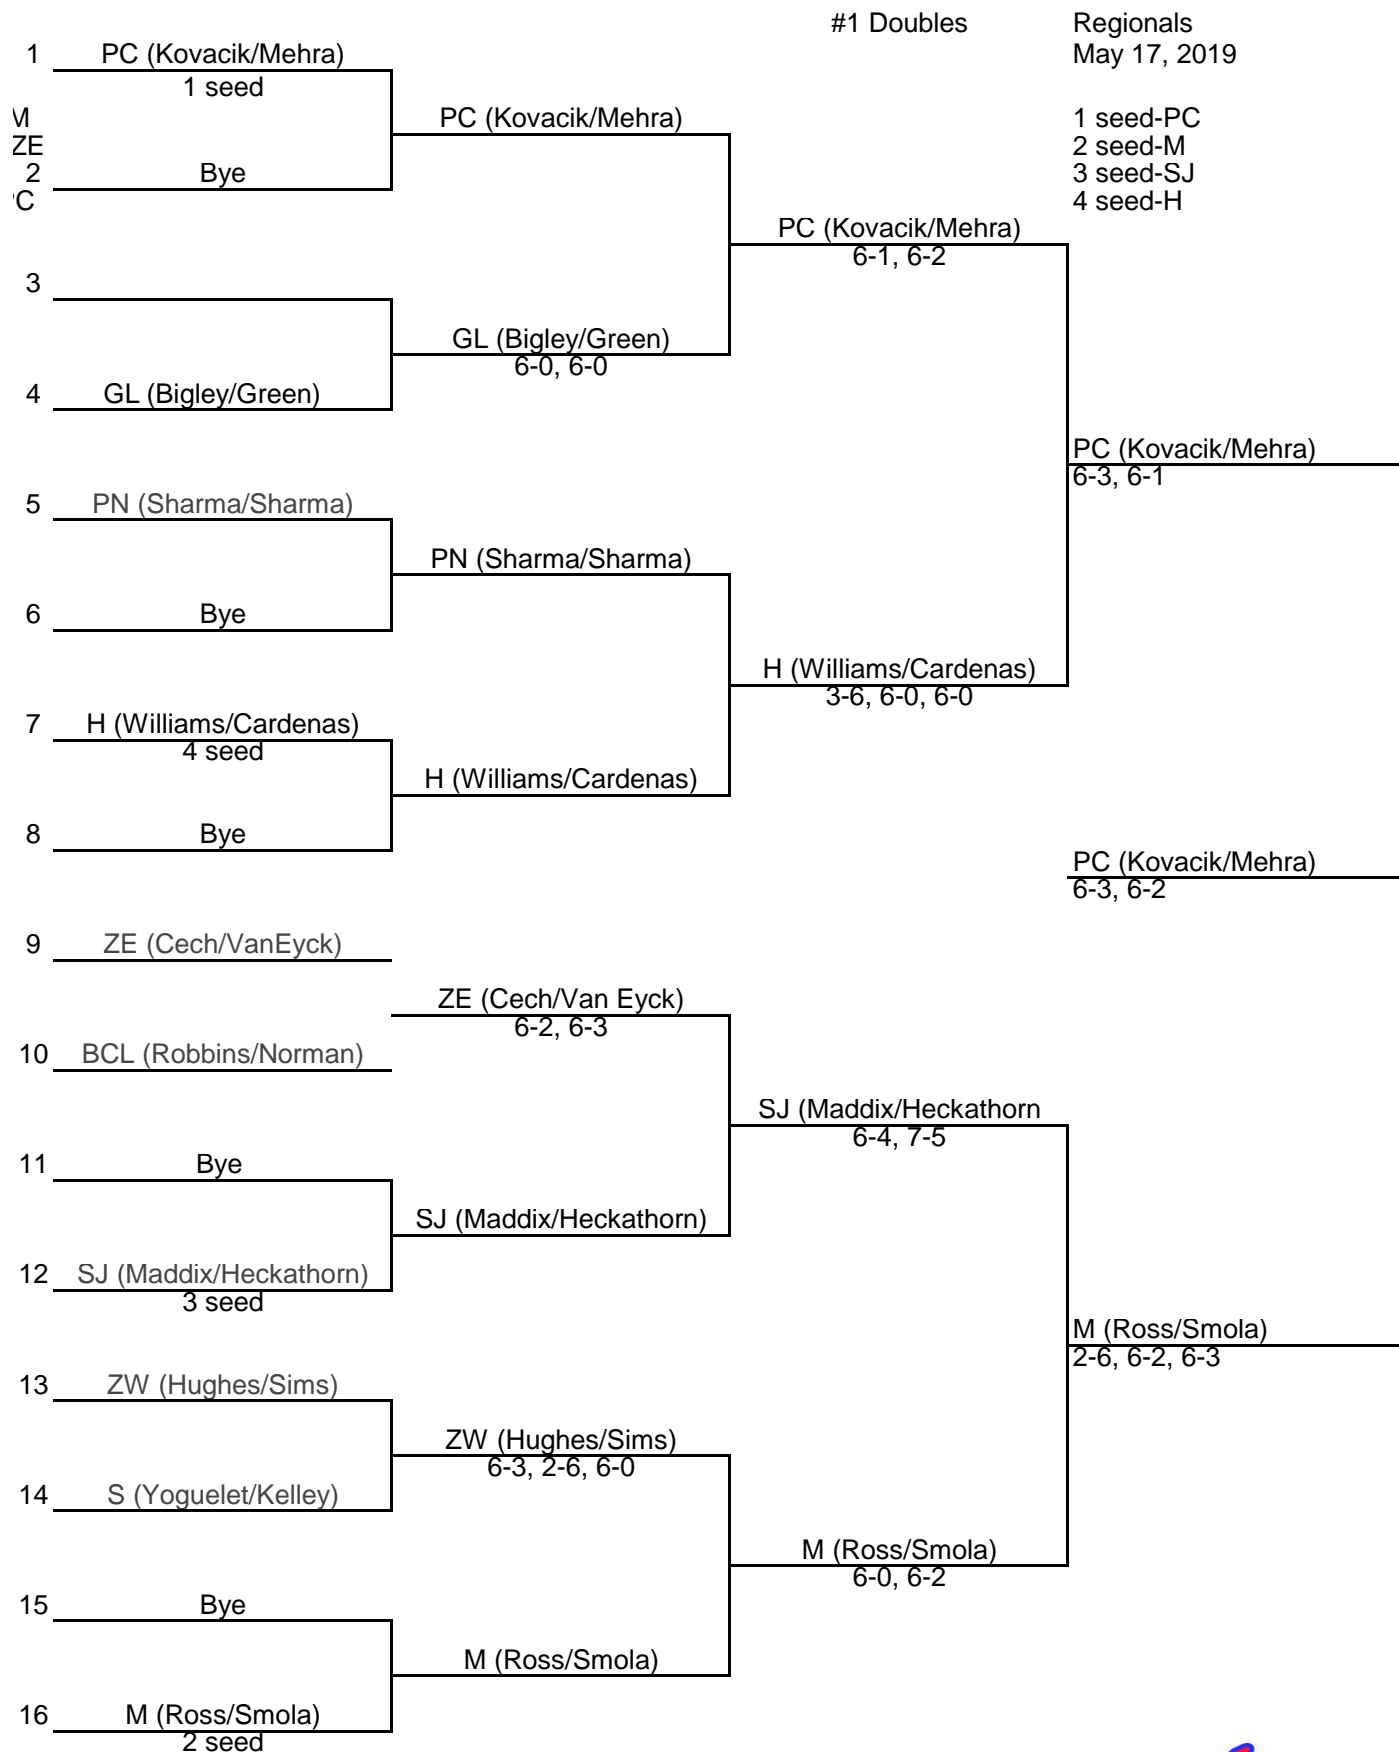 #1 Doubles Regionals
1 PC (Kovacik/Mehra) May 17, 2019
1 seed
M PC (Kovacik/Mehra) 1 seed-PC
ZE 2 seed-M
2 Bye 3 seed-SJ
PC 4 seed-H
PC (Kovacik/Mehra)
6-1, 6-2
3
GL (Bigley/Green)
6-0, 6-0
4 GL (Bigley/Green)
PC (Kovacik/Mehra)
6-3, 6-1
5 PN (Sharma/Sharma)
PN (Sharma/Sharma)
6 Bye
H (Williams/Cardenas)
3-6, 6-0, 6-0
7 H (Williams/Cardenas)
4 seed
H (Williams/Cardenas)
8 Bye
PC (Kovacik/Mehra)
6-3, 6-2
9 ZE (Cech/VanEyck)
ZE (Cech/Van Eyck)
6-2, 6-3
10 BCL (Robbins/Norman)
SJ (Maddix/Heckathorn
6-4, 7-5
11 Bye
SJ (Maddix/Heckathorn)
12 SJ (Maddix/Heckathorn)
3 seed
M (Ross/Smola)
2-6, 6-2, 6-3
13 ZW (Hughes/Sims)
ZW (Hughes/Sims)
6-3, 2-6, 6-0
14 S (Yoguelet/Kelley)
M (Ross/Smola)
6-0, 6-2
15 Bye
M (Ross/Smola)
16 M (Ross/Smola)
2 seed